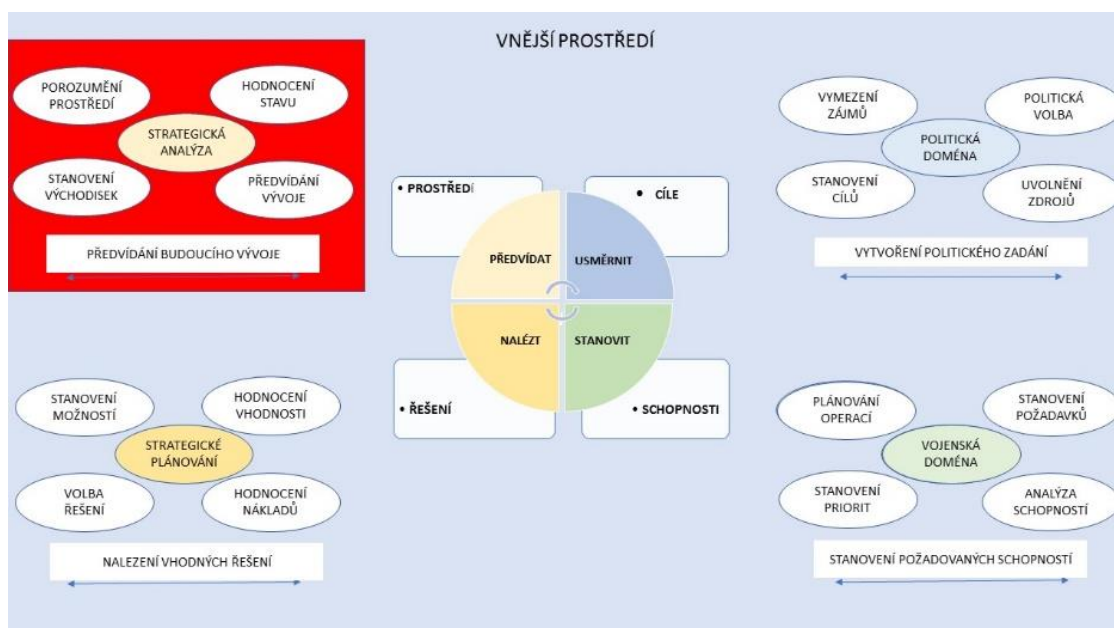 VNĚJŠÍ PROSTŘEDÍ
POROZUMĚNÍ
PROSTŘEDÍ
HODNOCENÍ
STAVU
STRATEGICKÁ
ANALÝZA
STANOVENÍ
VÝCHODISEK
PŘEDVÍDÁNÍ
VÝVOJE
PŘEDVÍDÁNÍ BUDOUCÍHO VÝVOJE
VYMEZENÍ
ZÁJMŮ
POLITICKÁ
VOLBA
POLITICKÁ
DOMÉNA
STANOVENÍ
CÍLŮ
UVOLNĚNÍ
ZDROJŮ
VYTVOŘENÍ POLITICKÉHO ZADÁNÍ
• PROSTŘEDÍ
• CÍLE
PŘEDVÍDAT
USMĚRNIT
NALÉZT
STANOVIT
• ŘEŠENÍ
• SCHOPNOSTI
STANOVENÍ
MOŽNOSTÍ
HODNOCENÍ
VHODNOSTI
STRATEGICKÉ
PLÁNOVÁNÍ
VOLBA
ŘEŠENÍ
HODNOCENÍ
NÁKLADŮ
NALEZENÍ VHODNÝCH ŘEŠENÍ
PLÁNOVÁNÍ
OPERACÍ
STANOVENÍ
POŽADAVKŮ
VOJENSKÁ
DOMÉNA
STANOVENÍ
PRIORIT
ANALÝZA
SCHOPNOSTÍ
STANOVENÍ POŽADOVANÝCH SCHOPNOSTÍ